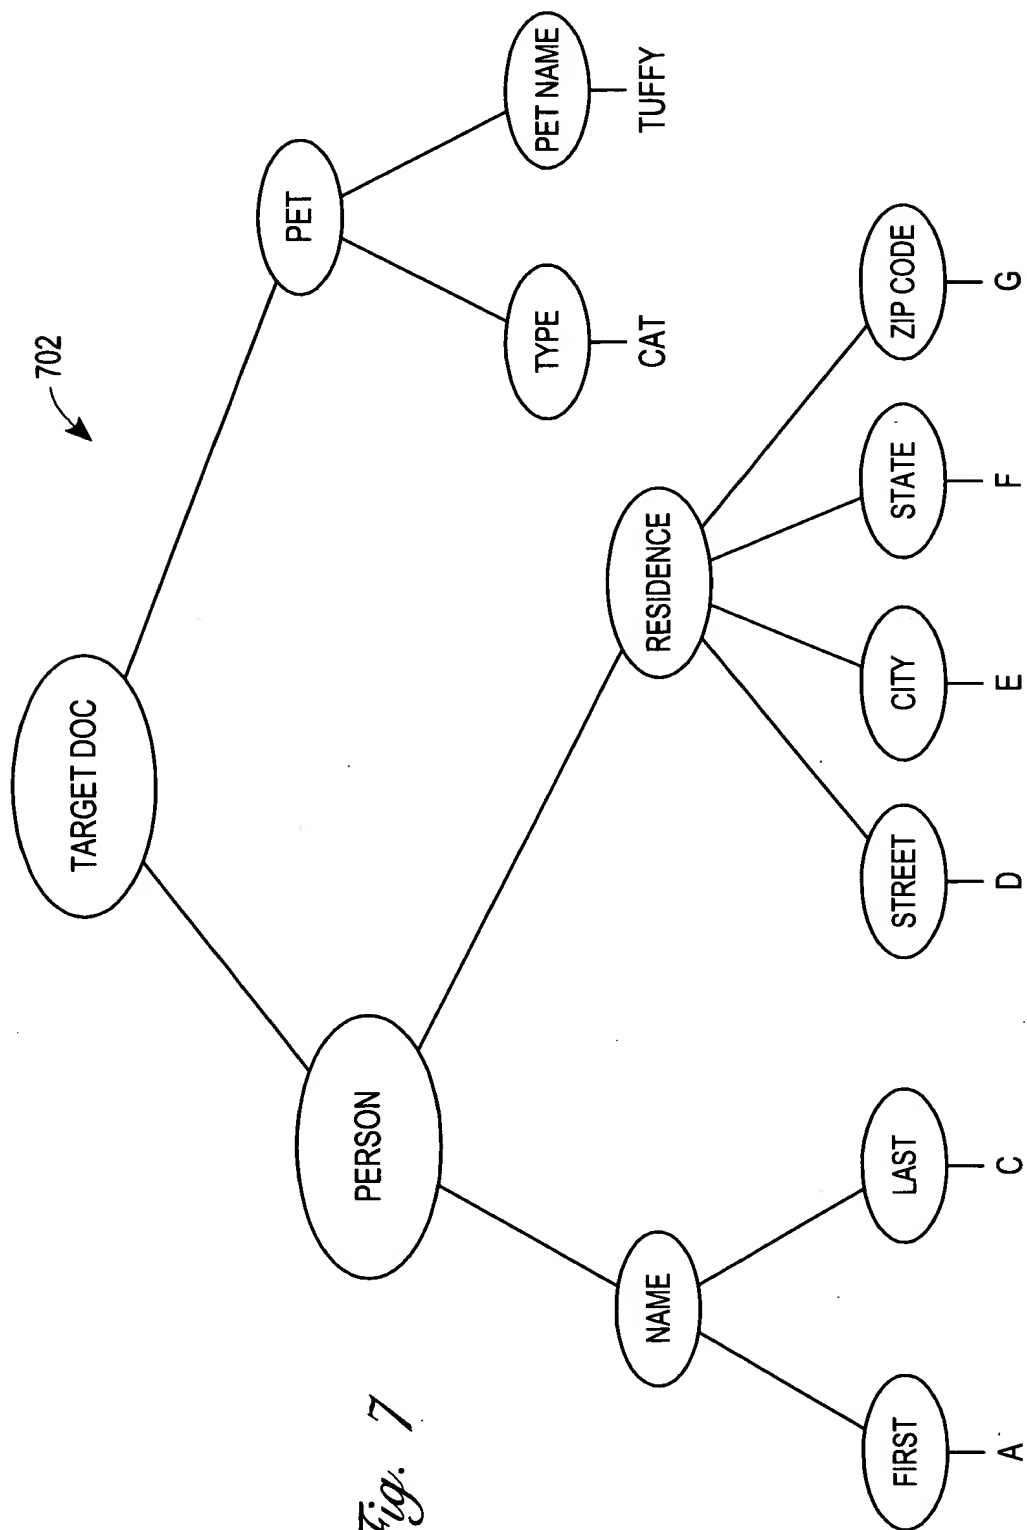 702
TARGET DOC
PERSON
PET
NAME
RESIDENCE
TYPE
PET NAME
CAT
TUFFY
FIRST
LAST
STREET
CITY
STATE
ZIP CODE
A
C
D
E
F
G
Fig. 7